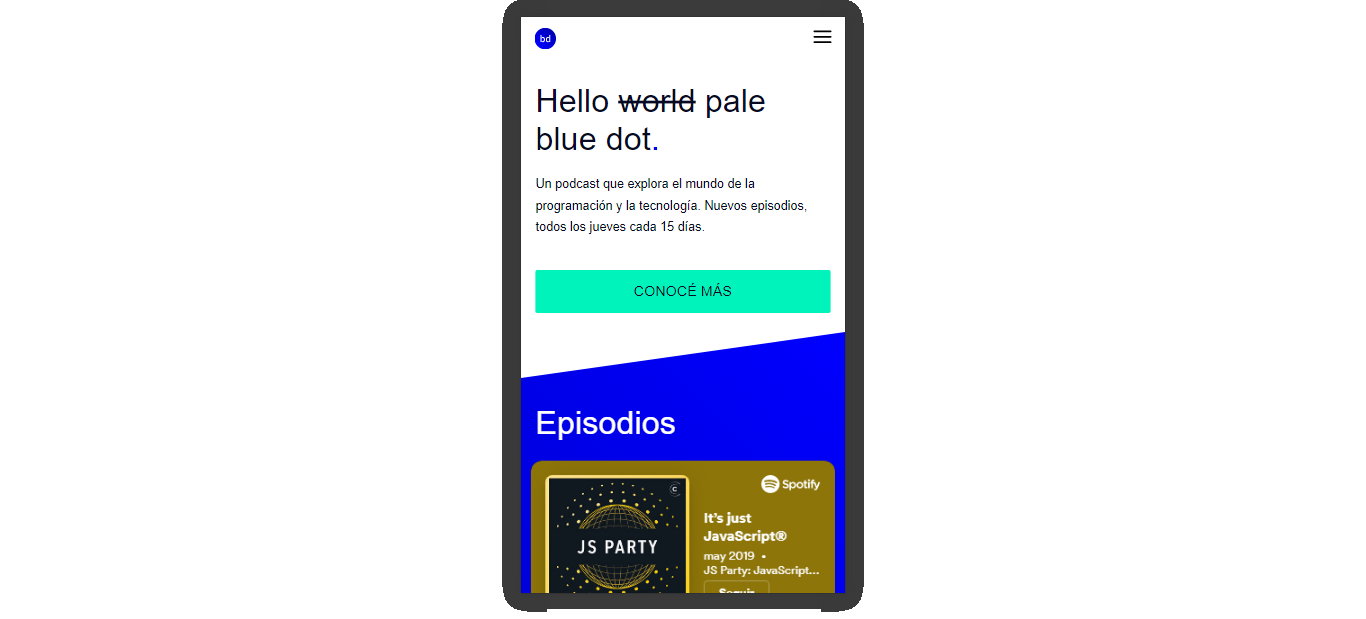 bd
Hello world pale
blue dot.
Un podcast que explora el mundo de la
programación y la tecnología. Nuevos episodios,
todos los jueves cada 15 días.
CONOCÉ MÁS
Episodios
Spotify
C
JS PARTY
It's just
JavaScript®
may 2019 •
JS Party: JavaScript...
Seguir